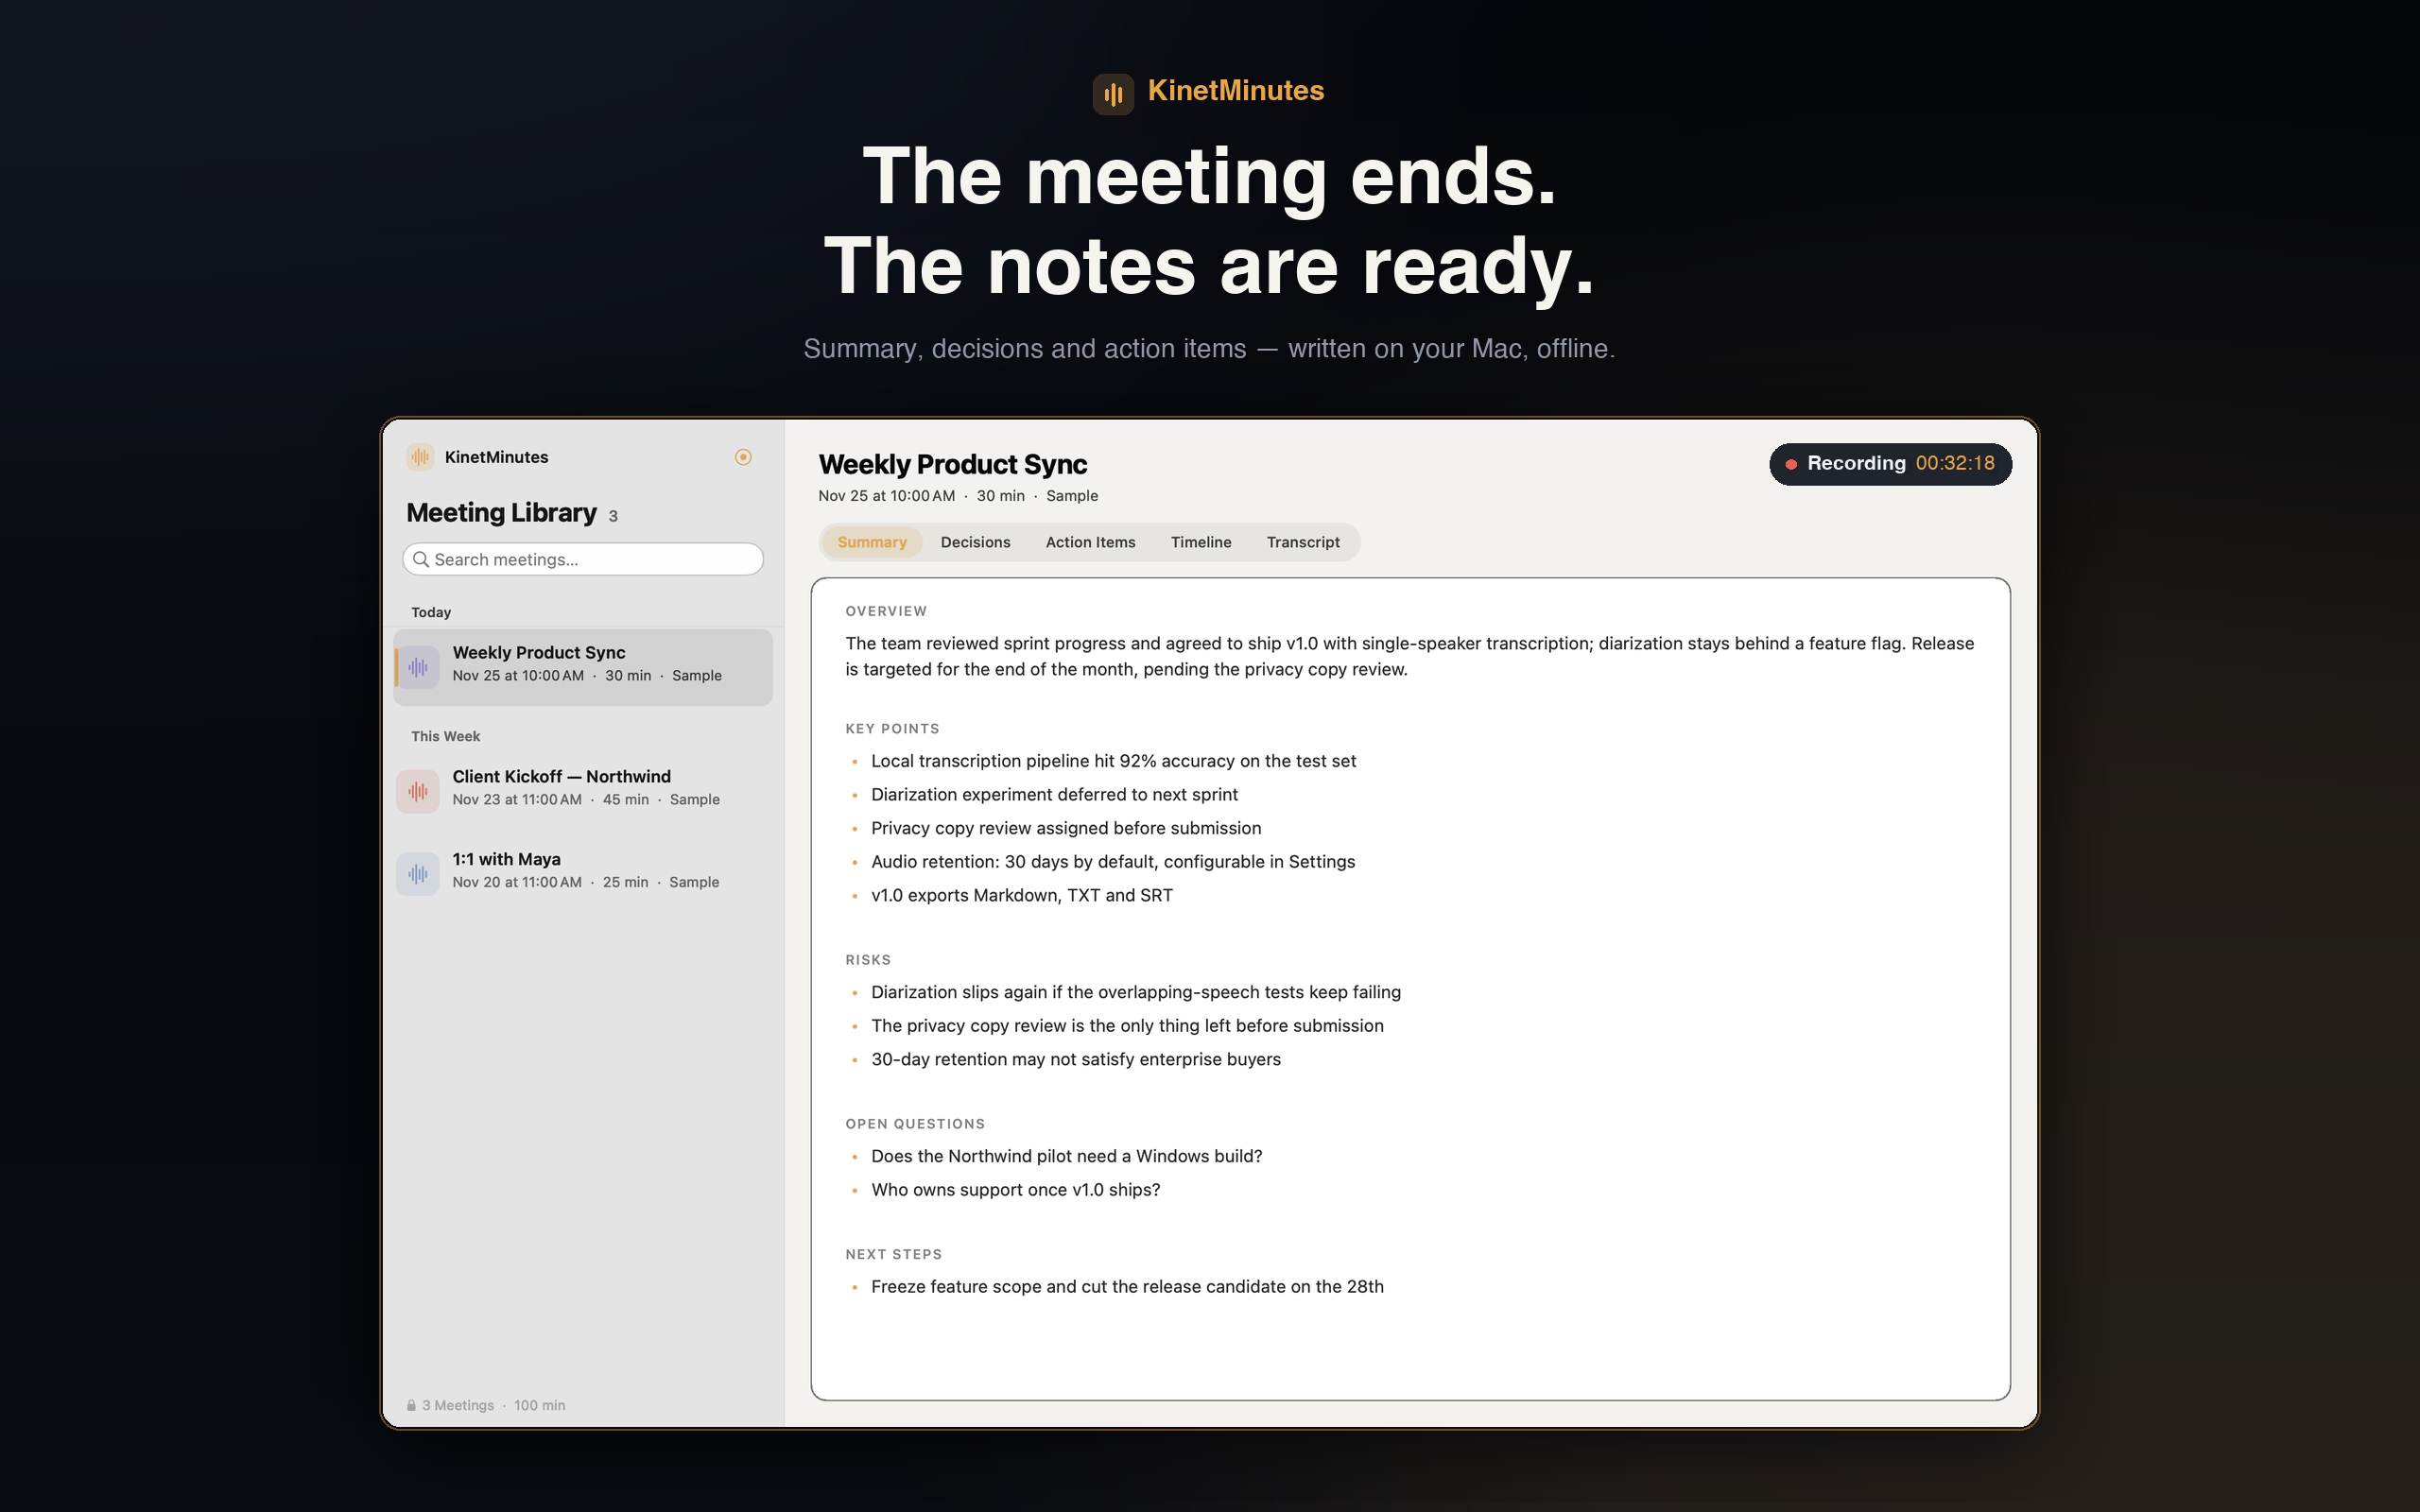 KinetMinutes
The meeting ends.
The notes are ready.
Summary, decisions and action items — written on your Mac, offline.
KinetMinutes
Meeting Library 3
Search meetings...
Today
Weekly Product Sync
Nov 25 at 10:00 AM · 30 min · Sample
This Week
Client Kickoff — Northwind
Nov 23 at 11:00 AM · 45 min · Sample
1:1 with Maya
Nov 20 at 11:00 AM · 25 min · Sample
3 Meetings · 100 min
Weekly Product Sync
Nov 25 at 10:00 AM · 30 min · Sample
Recording 00:32:18
Summary Decisions Action Items Timeline Transcript
OVERVIEW
The team reviewed sprint progress and agreed to ship v1.0 with single-speaker transcription; diarization stays behind a feature flag. Release
is targeted for the end of the month, pending the privacy copy review.
KEY POINTS
• Local transcription pipeline hit 92% accuracy on the test set
• Diarization experiment deferred to next sprint
• Privacy copy review assigned before submission
• Audio retention: 30 days by default, configurable in Settings
• v1.0 exports Markdown, TXT and SRT
RISKS
• Diarization slips again if the overlapping-speech tests keep failing
• The privacy copy review is the only thing left before submission
• 30-day retention may not satisfy enterprise buyers
OPEN QUESTIONS
• Does the Northwind pilot need a Windows build?
• Who owns support once v1.0 ships?
NEXT STEPS
• Freeze feature scope and cut the release candidate on the 28th